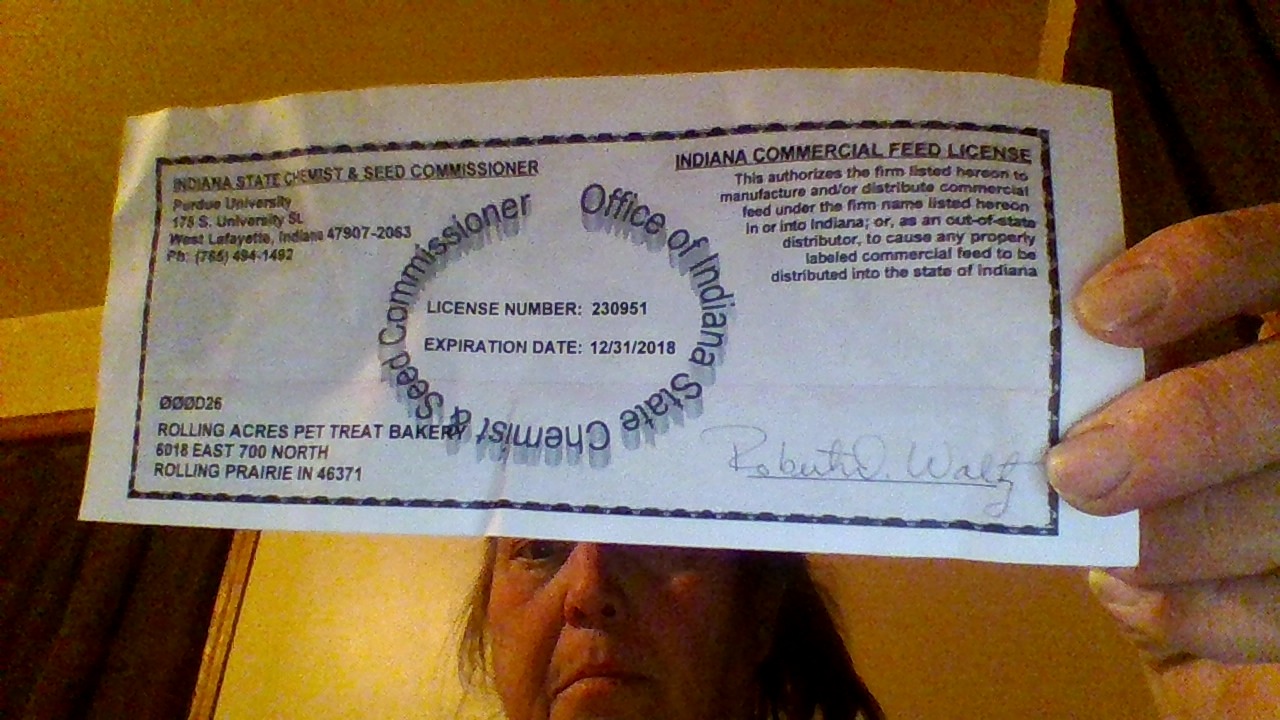 INDIANA STATE CHEMIST & SEED COMMISSIONER
Purdue University
175 S. University St.
West Lafayette, Indiana 47907-2063
Ph: (765) 494-1492
INDIANA COMMERCIAL FEED LICENSE
This authorizes the firm listed hereon to
manufacture and/or distribute commercial
feed under the firm name listed hereon
in or into Indiana; or, as an out-of-state
distributor, to cause any properly
labeled commercial feed to be
distributed into the state of Indiana
Office of Indiana State Chemist & Seed Commissioner
LICENSE NUMBER: 230951
EXPIRATION DATE: 12/31/2018
ØØØD26
ROLLING ACRES PET TREAT BAKERY
6018 EAST 700 NORTH
ROLLING PRAIRIE IN 46371
Robert D. Waltz